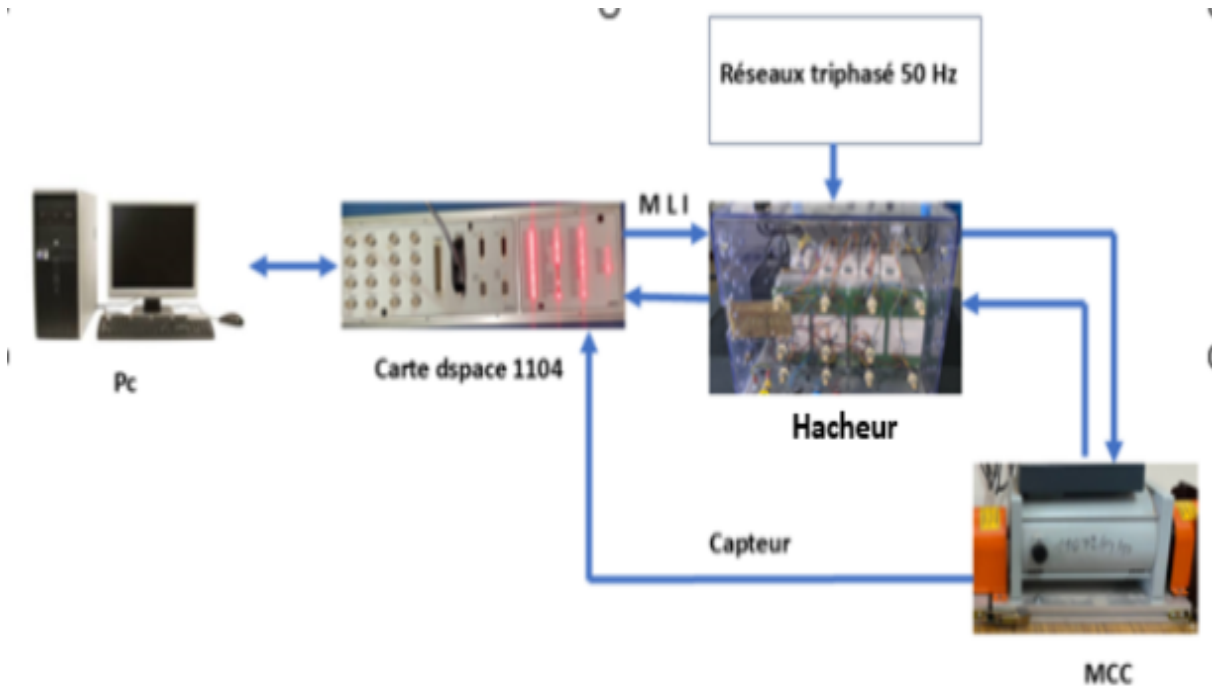 Réseaux triphasé 50 Hz
M L I
Carte dspace 1104
Pc
Hacheur
Capteur
MCC